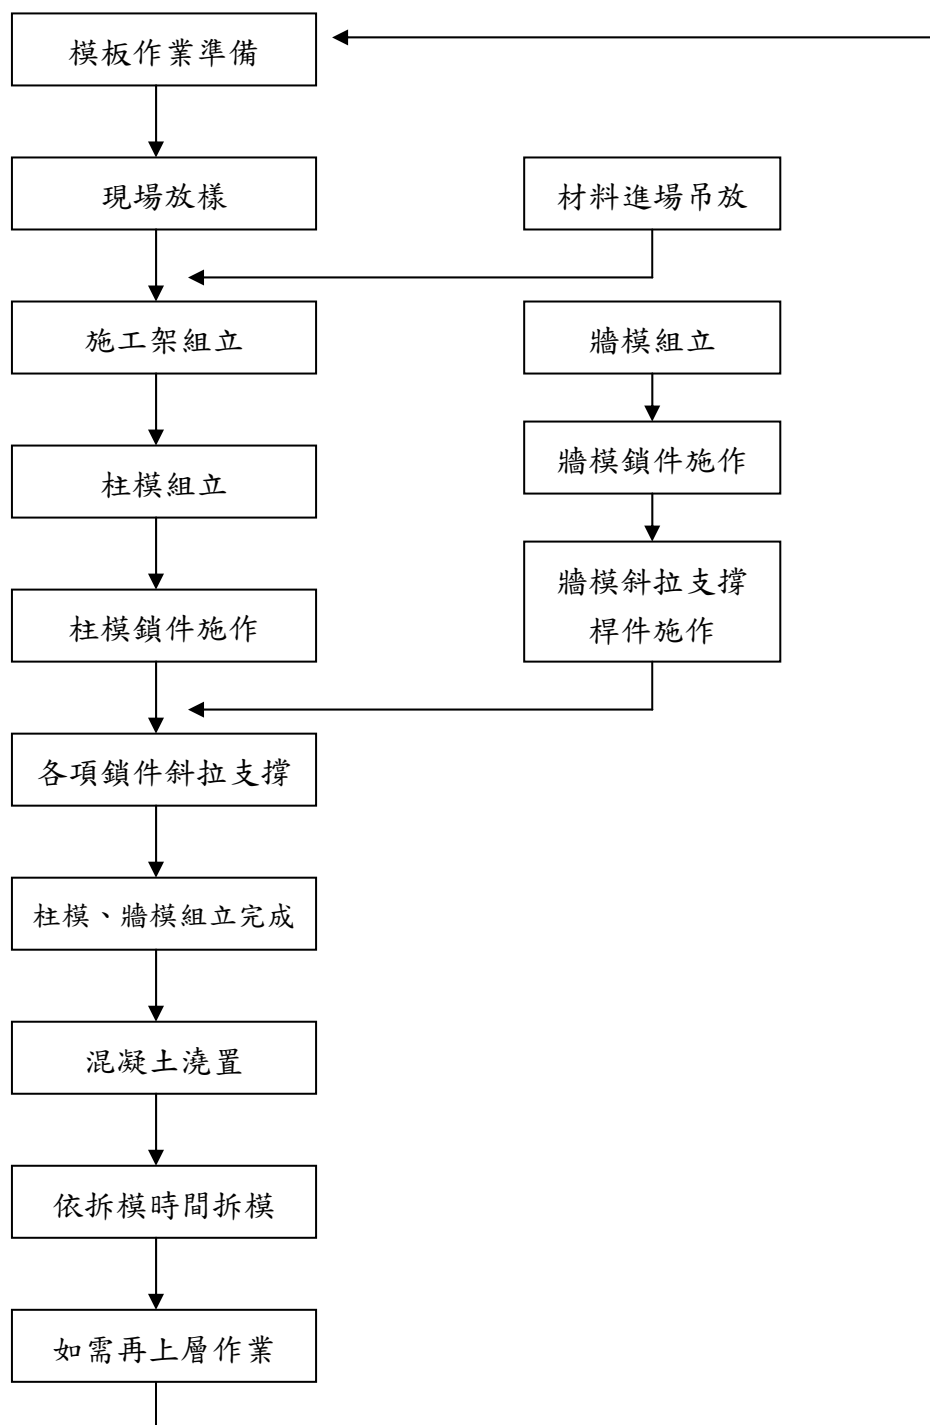 模板作業準備
現場放樣
材料進場吊放
施工架組立
牆模組立
柱模組立
牆模鎖件施作
柱模鎖件施作
牆模斜拉支撐
桿件施作
各項鎖件斜拉支撐
柱模、牆模組立完成
混凝土澆置
依拆模時間拆模
如需再上層作業